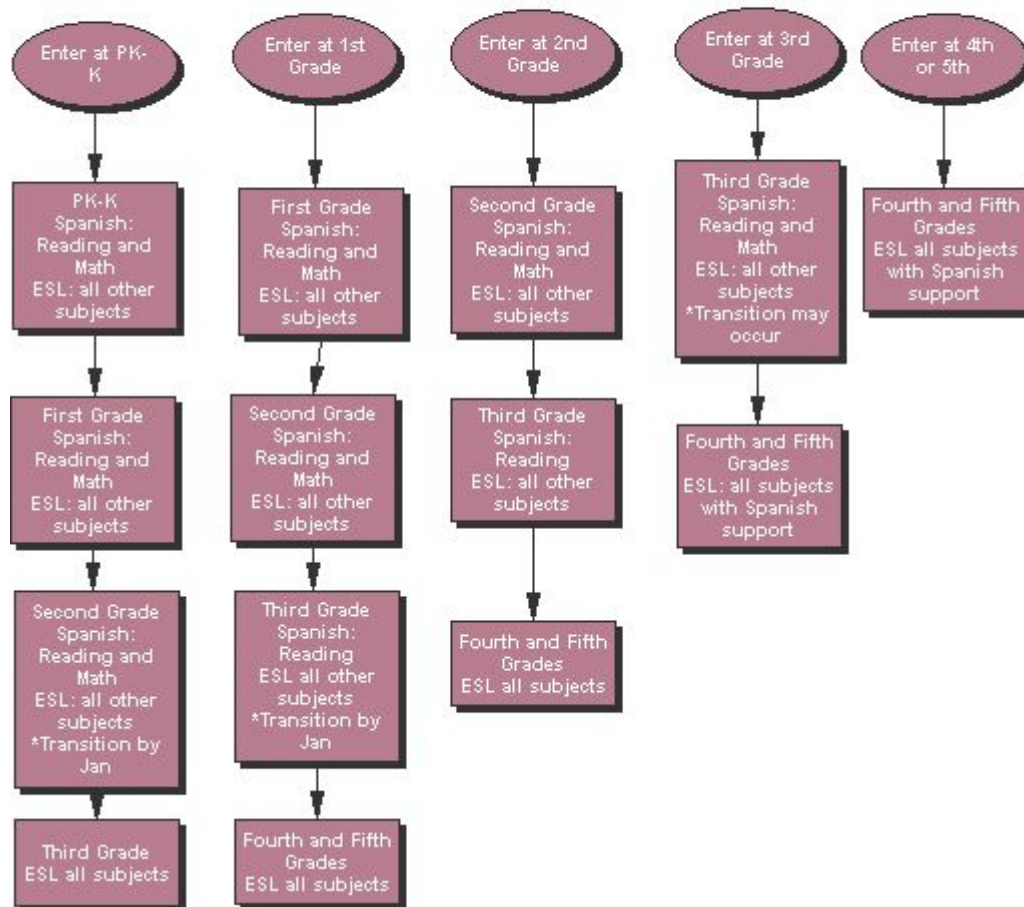 Enter at PK-
K
PK-K
Spanish:
Reading and
Math
ESL: all other
subjects
First Grade
Spanish:
Reading and
Math
ESL: all other
subjects
Second Grade
Spanish:
Reading and
Math
ESL: all other
subjects
*Transition by
Jan
Third Grade
ESL all subjects
Enter at 1st
Grade
First Grade
Spanish:
Reading and
Math
ESL: all other
subjects
Second Grade
Spanish:
Reading and
Math
ESL: all other
subjects
Third Grade
Spanish:
Reading
ESL all other
subjects
*Transition by
Jan
Fourth and Fifth
Grades
ESL all subjects
Enter at 2nd
Grade
Second Grade
Spanish:
Reading and
Math
ESL: all other
subjects
Third Grade
Spanish:
Reading
ESL: all other
subjects
Fourth and Fifth
Grades
ESL all subjects
Enter at 3rd
Grade
Third Grade
Spanish:
Reading and
Math
ESL: all other
subjects
*Transition may
occur
Fourth and Fifth
Grades
ESL: all subjects
with Spanish
support
Enter at 4th
or 5th
Fourth and Fifth
Grades
ESL all subjects
with Spanish
support